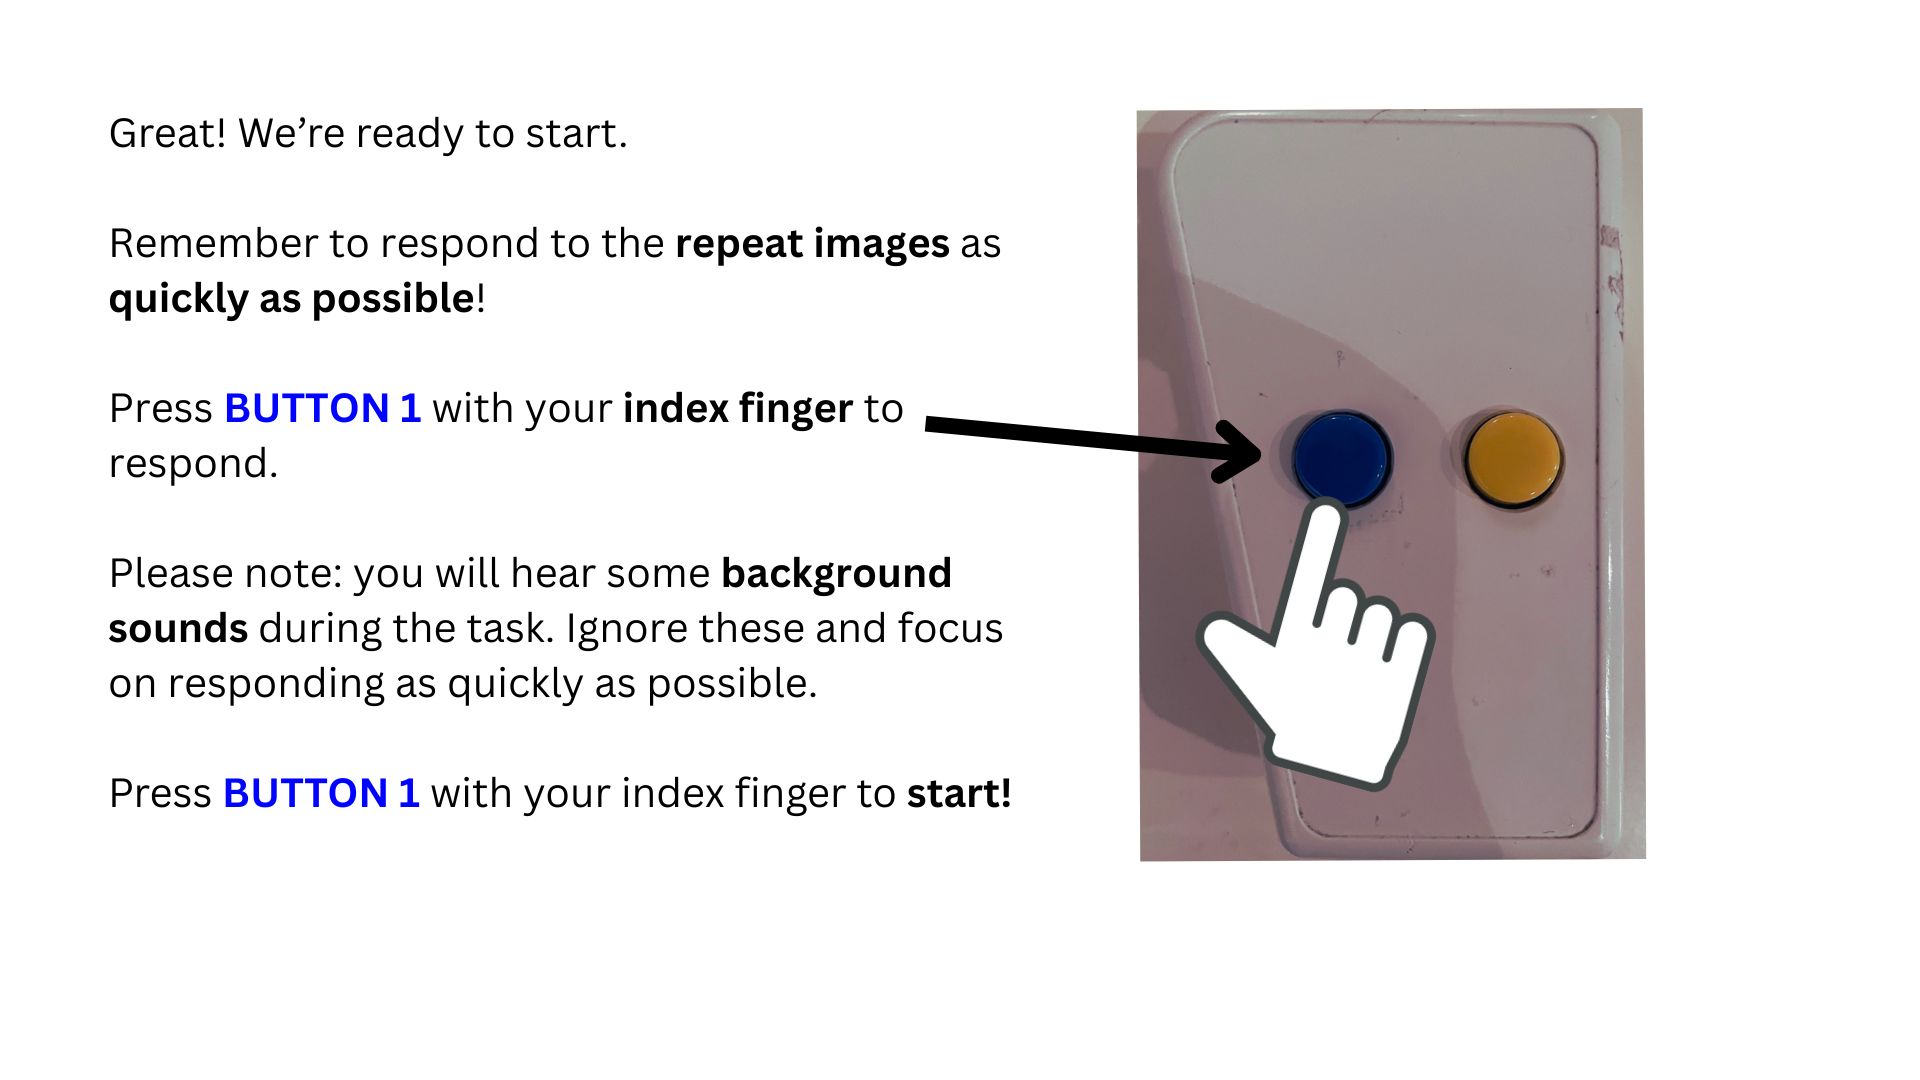 Great! We’re ready to start.
Remember to respond to the repeat images as
quickly as possible!
Press BUTTON 1 with your index finger to
respond.
Please note: you will hear some background
sounds during the task. Ignore these and focus
on responding as quickly as possible.
Press BUTTON 1 with your index finger to start!